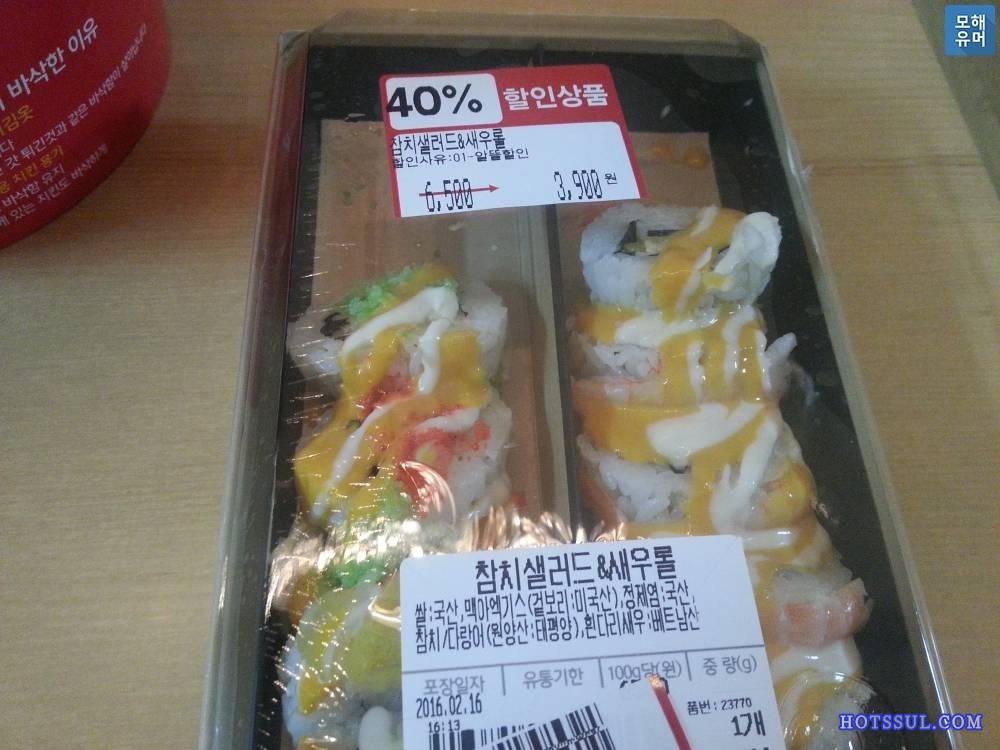 모해
유머
바삭한 이유
40% 할인상품
참치샐러드&새우롤
할인사유:01-알뜰할인
6,500 3,900원
참치샐러드&새우롤
쌀:국산,맥아엑기스(겉보리:미국산),정제염:국산,
참치/다랑어(원양산:태평양),흰다리새우:베트남산
포장일자 유통기한 100g당(원) 중량(g)
2016.02.16
16:13
품번:23770
1개
HOTSSUL.COM